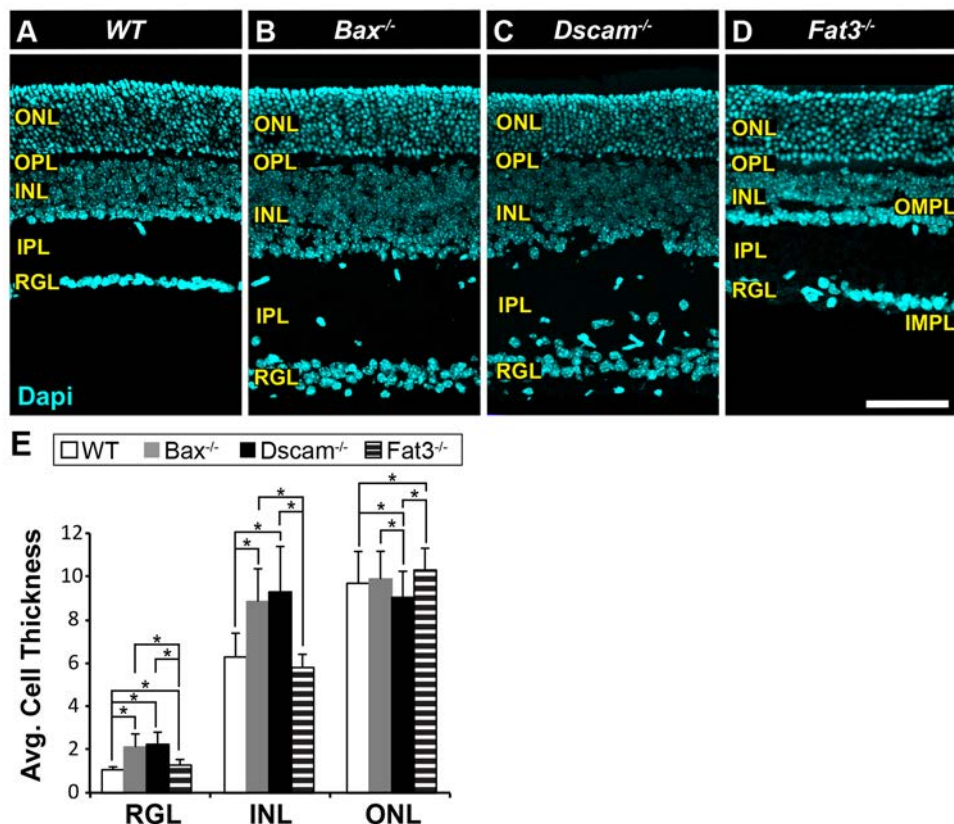 A WT
B Bax-/-
C Dscam-/-
D Fat3-/-
ONL
OPL
INL
IPL
RGL
Dapi
ONL
OPL
INL
IPL
RGL
ONL
OPL
INL
IPL
RGL
ONL
OPL
INL
OMPL
IPL
RGL
IMPL
E
WT Bax-/- Dscam-/- Fat3-/-
Avg. Cell Thickness
12
10
8
6
4
2
0
* * * * *
* * * *
* * * *
RGL INL ONL